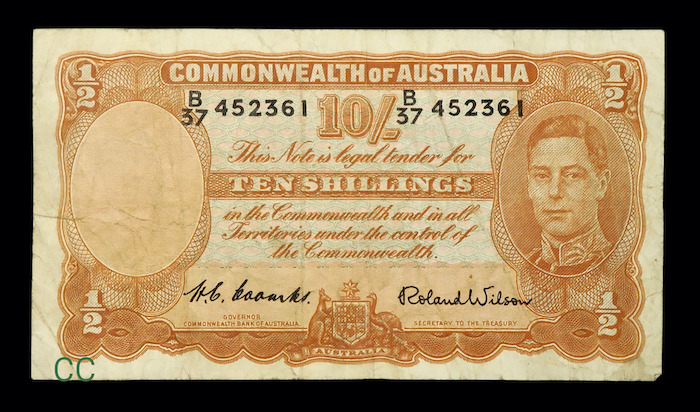 1/2 1/2
COMMONWEALTH OF AUSTRALIA
B/37 452361 B/37 452361
10/-
This Note is legal tender for
TEN SHILLINGS
in the Commonwealth and in all
Territories under the control of
the Commonwealth.
H.C. Coombs. Roland Wilson
GOVERNOR SECRETARY TO THE TREASURY
COMMONWEALTH BANK OF AUSTRALIA.
1/2 1/2
AUSTRALIA
CC